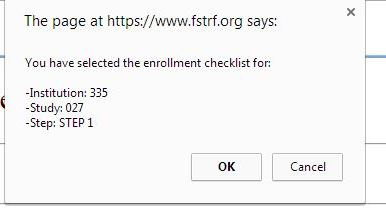 The page at https://www.fstrf.org says:
You have selected the enrollment checklist for:
-Institution: 335
-Study: 027
-Step: STEP 1
OK Cancel